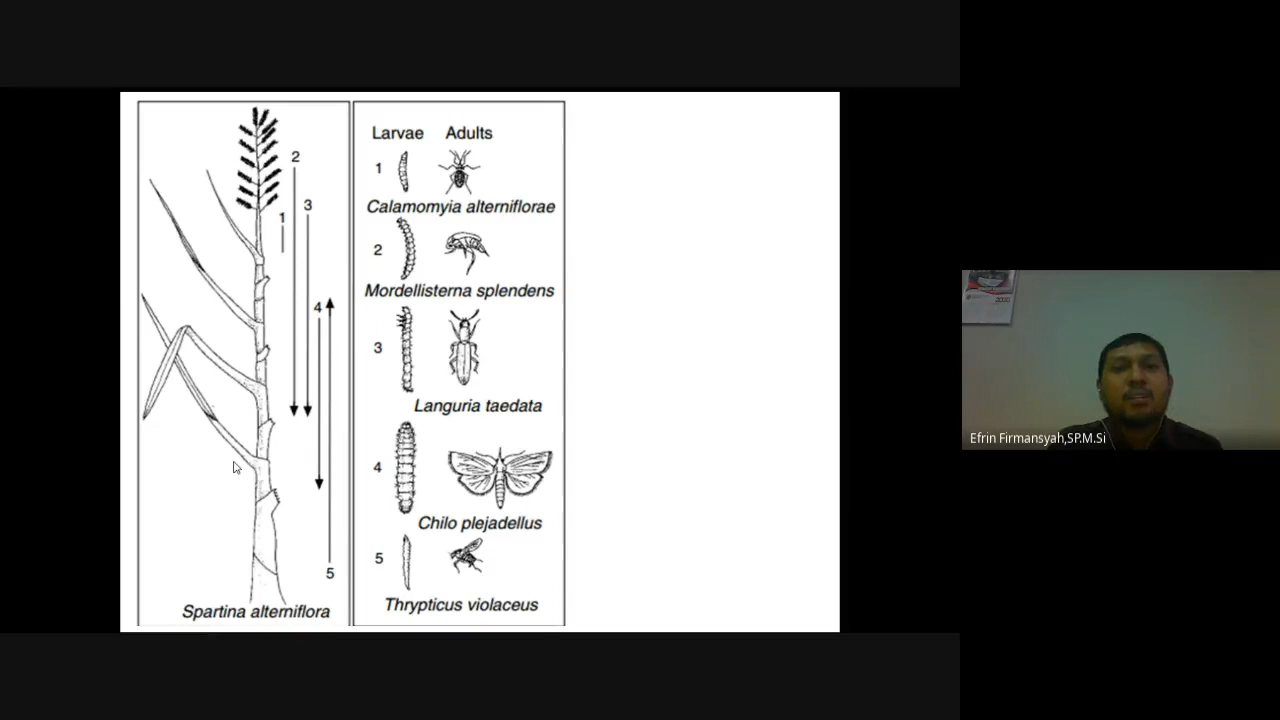 2
3
1
4
5
Spartina alterniflora
Larvae Adults
1
Calamomyia alterniflorae
2
Mordellisterna splendens
3
Languria taedata
4
Chilo plejadellus
5
Thrypticus violaceus
Efrin Firmansyah,SP.M.Si